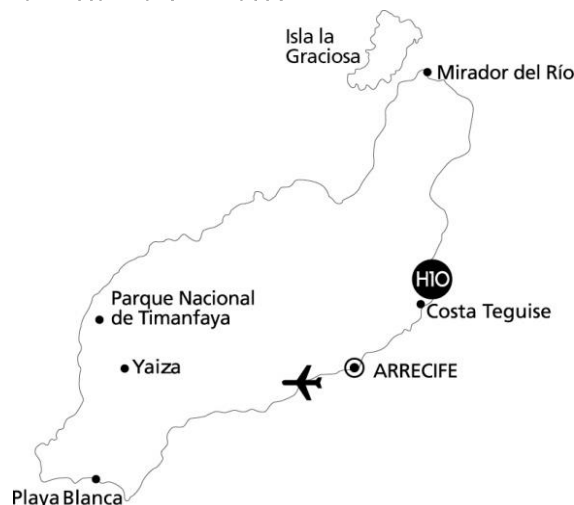 Isla la
Graciosa
Mirador del Río
H10
Costa Teguise
Parque Nacional
de Timanfaya
Yaiza
ARRECIFE
Playa Blanca